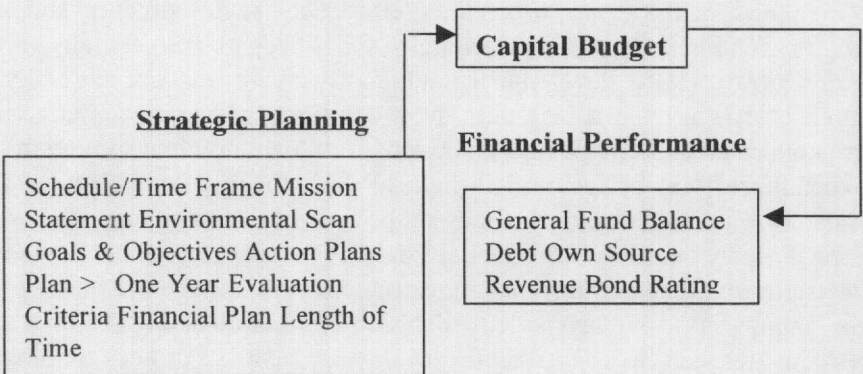 Capital Budget
Strategic Planning
Schedule/Time Frame Mission
Statement Environmental Scan
Goals & Objectives Action Plans
Plan > One Year Evaluation
Criteria Financial Plan Length of
Time
Financial Performance
General Fund Balance
Debt Own Source
Revenue Bond Rating